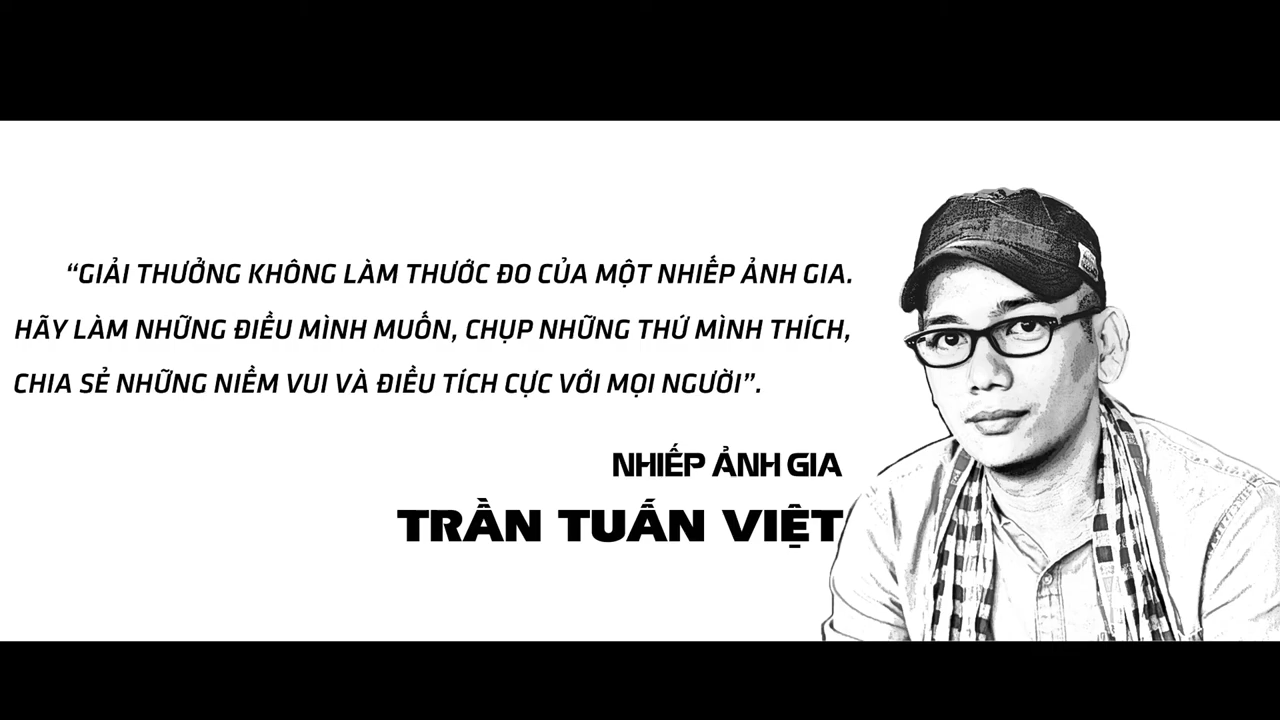 “GIẢI THƯỞNG KHÔNG LÀM THƯỚC ĐO CỦA MỘT NHIẾP ẢNH GIA.
HÃY LÀM NHỮNG ĐIỀU MÌNH MUỐN, CHỤP NHỮNG THỨ MÌNH THÍCH,
CHIA SẺ NHỮNG NIỀM VUI VÀ ĐIỀU TÍCH CỰC VỚI MỌI NGƯỜI”.
NHIẾP ẢNH GIA
TRẦN TUẤN VIỆT